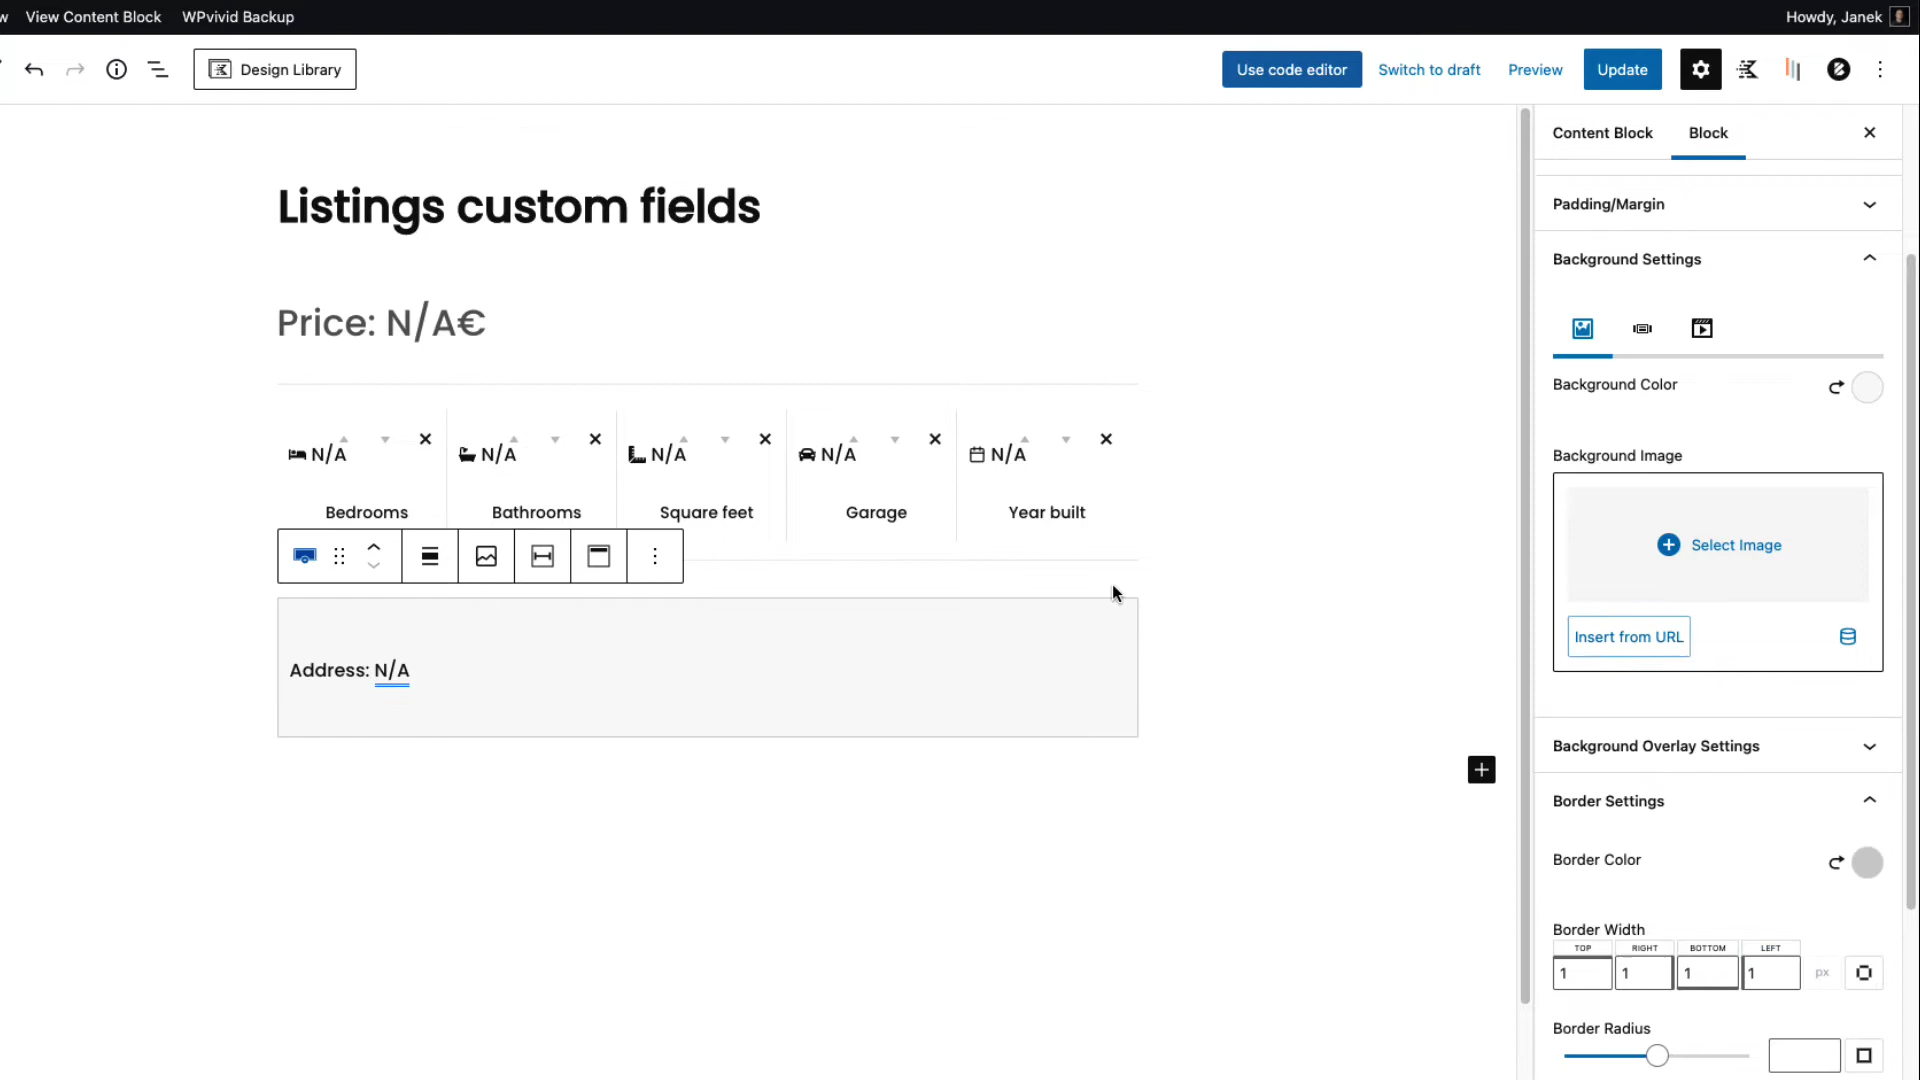 View Content Block
WPvivid Backup
Howdy, Janek
Design Library
Use code editor
Switch to draft
Preview
Update
Content Block
Block
Listings custom fields
Price: N/A€
N/A
N/A
N/A
N/A
N/A
Bedrooms
Bathrooms
Square feet
Garage
Year built
Address: N/A
Padding/Margin
Background Settings
Background Color
Background Image
Select Image
Insert from URL
Background Overlay Settings
Border Settings
Border Color
Border Width
TOP RIGHT BOTTOM LEFT
1 1 1 1 px
Border Radius